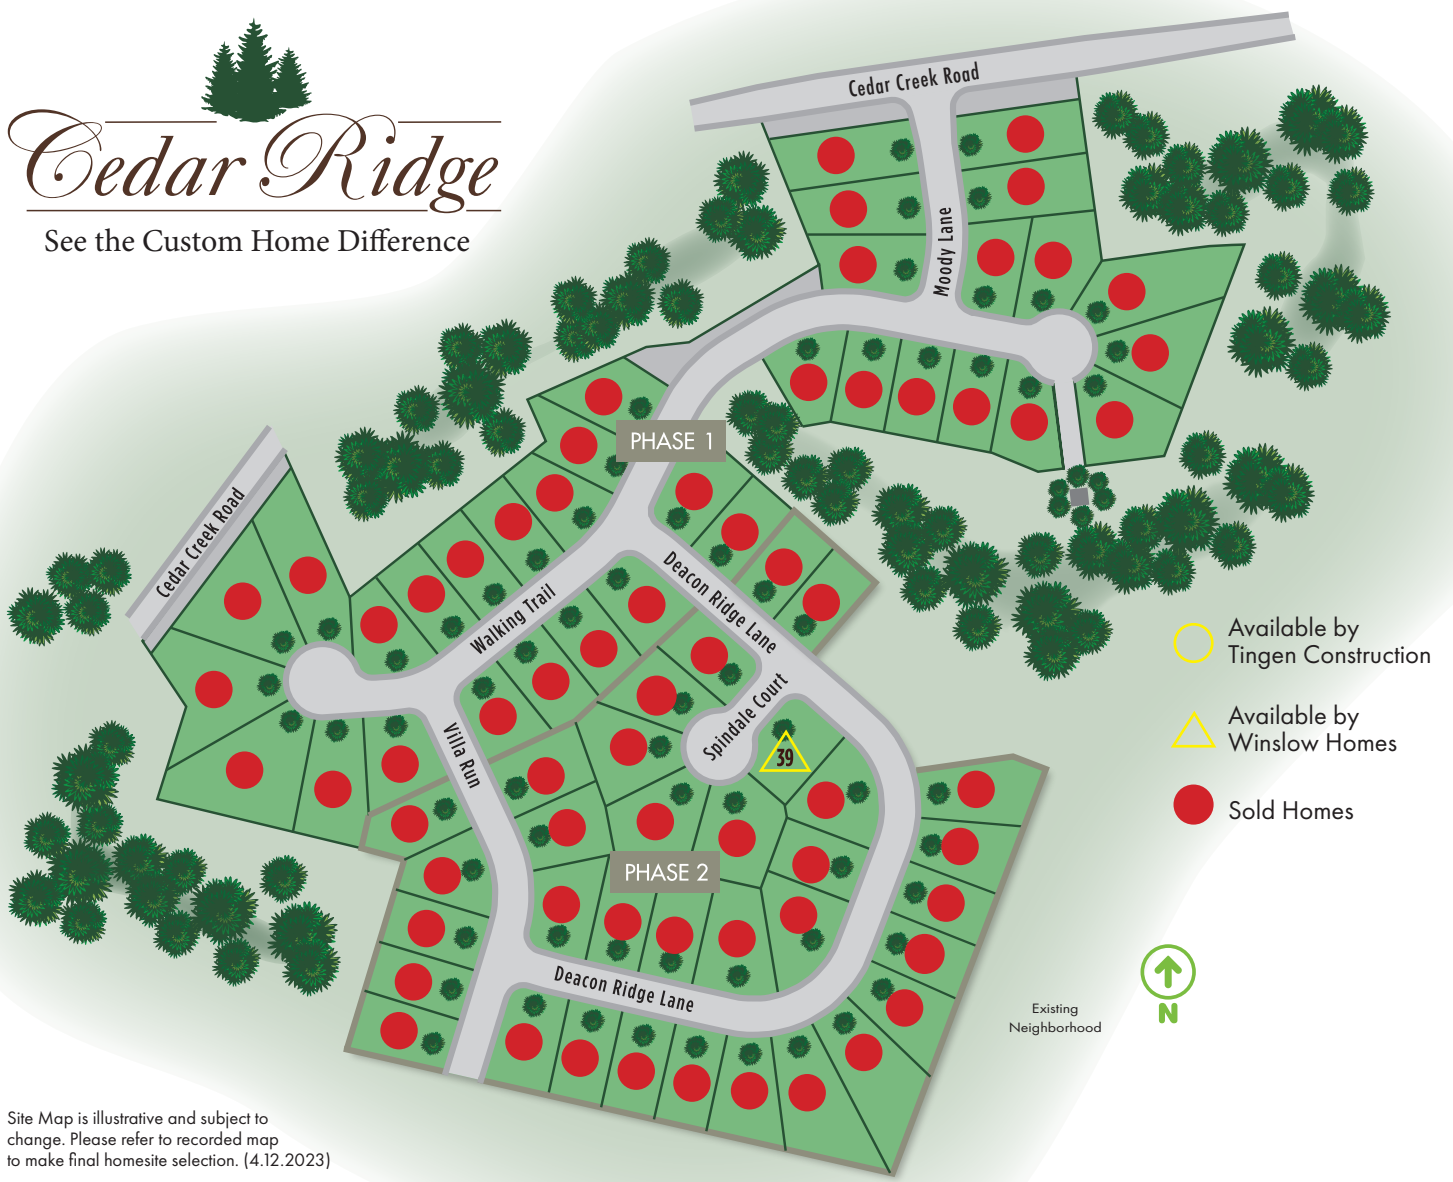 Cedar Ridge
See the Custom Home Difference
Cedar Creek Road
Moody Lane
PHASE 1
Cedar Creek Road
Walking Trail
Deacon Ridge Lane
Spindale Court
Villa Run
39
PHASE 2
Deacon Ridge Lane
Available by
Tingen Construction
Available by
Winslow Homes
Sold Homes
N
Existing
Neighborhood
Site Map is illustrative and subject to
change. Please refer to recorded map
to make final homesite selection. (4.12.2023)